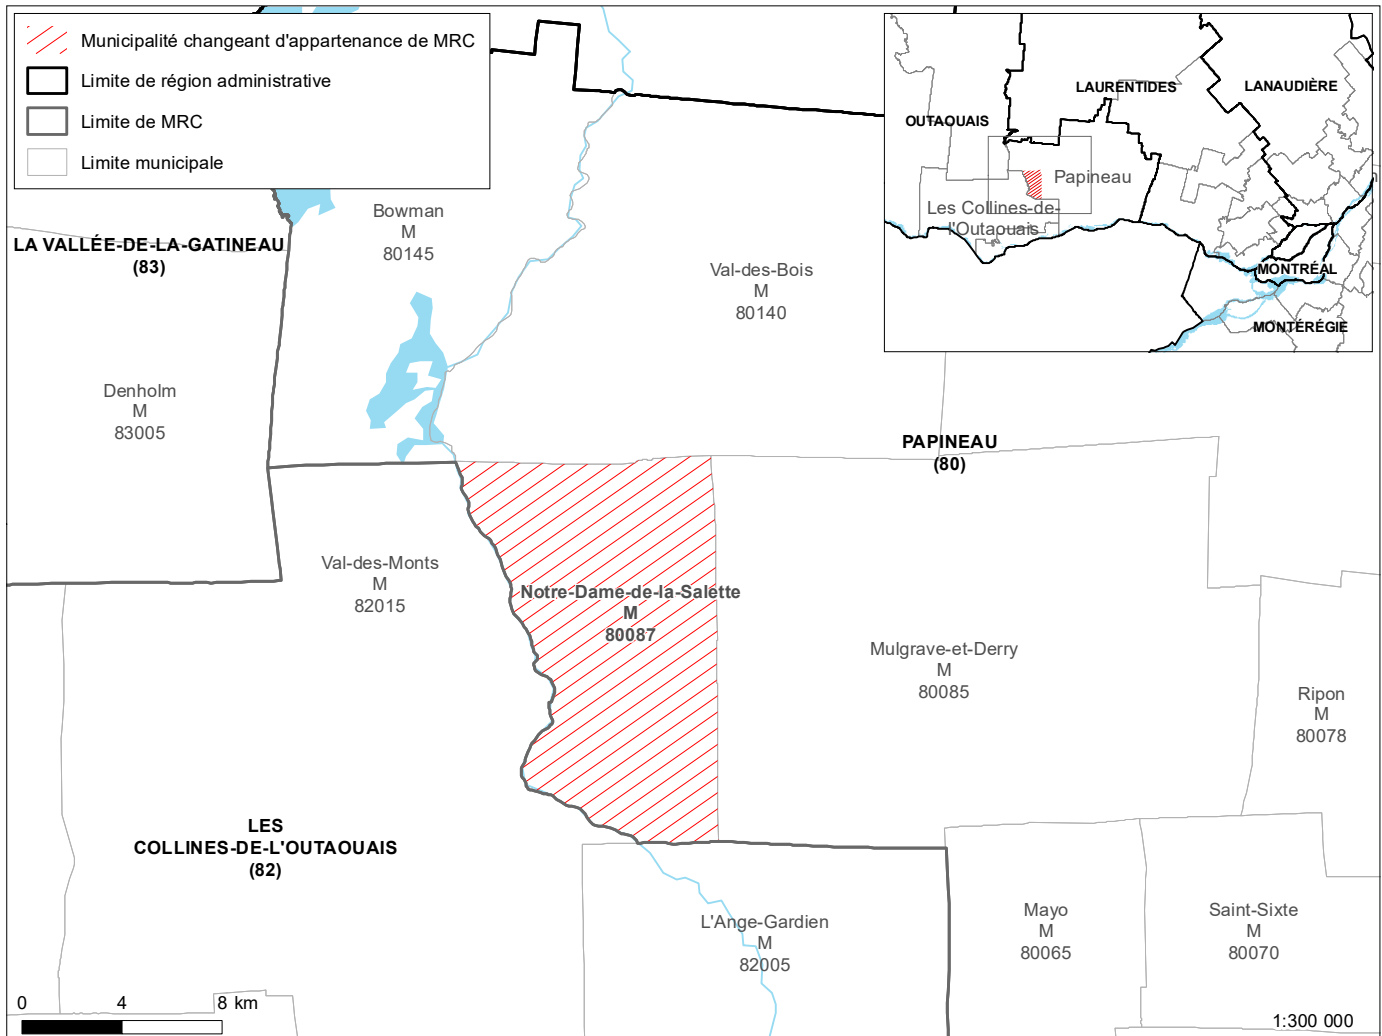 Municipalité changeant d'appartenance de MRC
Limite de région administrative
Limite de MRC
Limite municipale
LAURENTIDES
LANAUDIÈRE
OUTAOUAIS
Papineau
Les Collines-de-
l'Outaouais
MONTRÉAL
MONTÉRÉGIE
LA VALLÉE-DE-LA-GATINEAU
(83)
Bowman
M
80145
Val-des-Bois
M
80140
Denholm
M
83005
PAPINEAU
(80)
Val-des-Monts
M
82015
Notre-Dame-de-la-Salette
M
80087
Mulgrave-et-Derry
M
80085
Ripon
M
80078
LES
COLLINES-DE-L'OUTAOUAIS
(82)
L'Ange-Gardien
M
82005
Mayo
M
80065
Saint-Sixte
M
80070
0 4 8 km
1:300 000